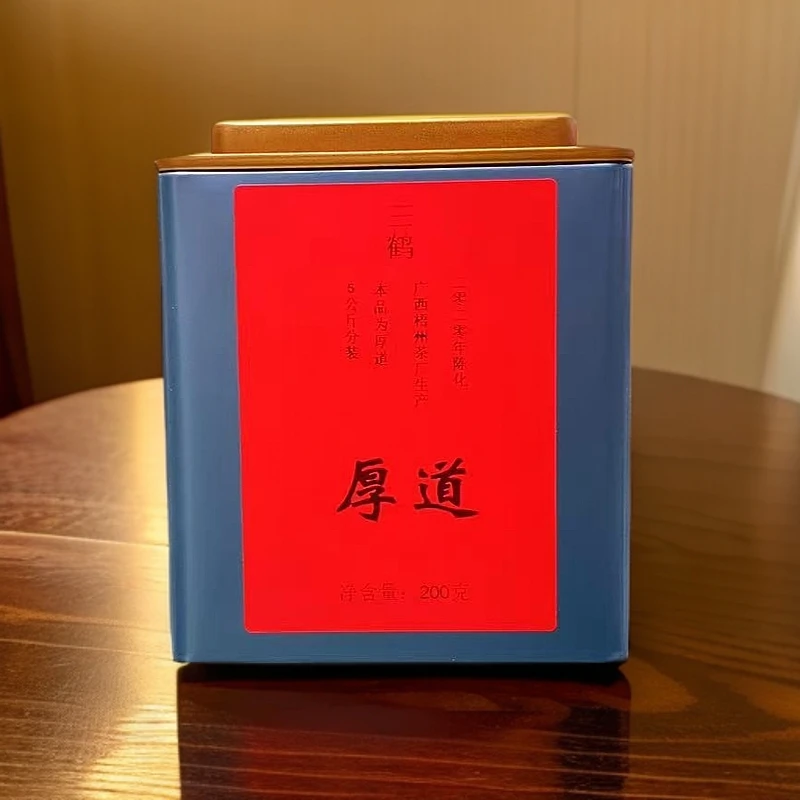 三鹤
二零二零年陈化
广西梧州茶厂生产
本品为厚道
5公斤分装
厚道
净含量：200克